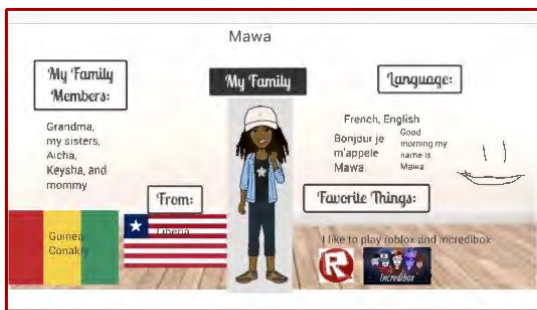 Mawa
My Family
Members:
Grandma,
my sisters,
Aicha,
Keysha, and
mommy
My Family
Language:
French, English
Bonjour je
m'appele
Mawa
Good
morning my
name is
Mawa
From:
Guinea
Conakry
Liberia
Favorite Things:
I like to play roblox and incredibox
R
Incredibox